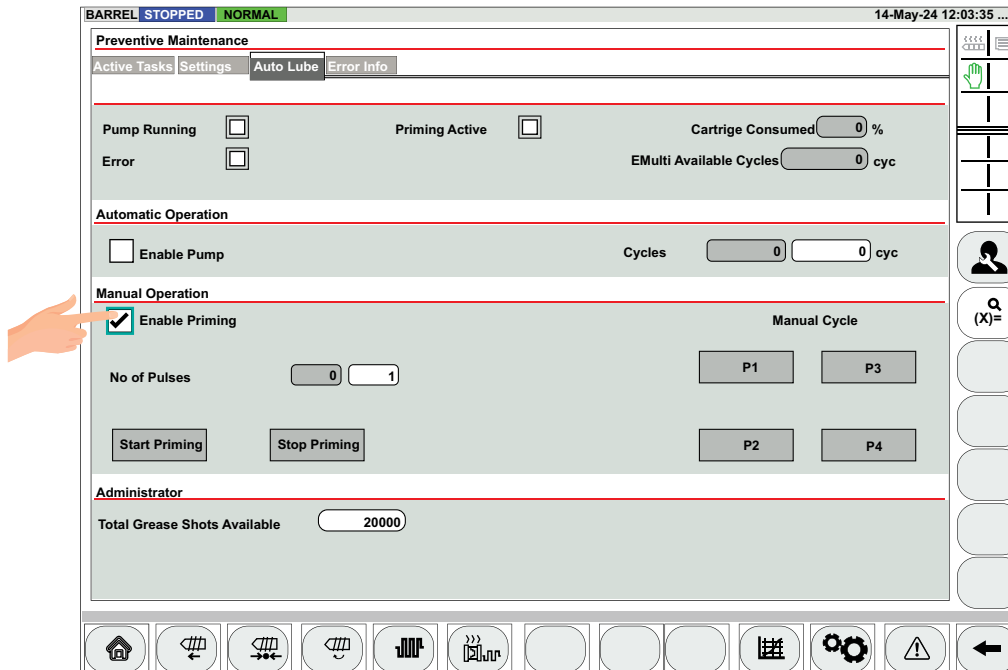 BARREL STOPPED NORMAL 14-May-24 12:03:35 ...
Preventive Maintenance
Active Tasks Settings Auto Lube Error Info
Pump Running Priming Active Cartrige Consumed 0 %
Error EMulti Available Cycles 0 cyc
Automatic Operation
Enable Pump Cycles 0 0 cyc
Manual Operation
Enable Priming Manual Cycle
(X)=
No of Pulses 0 1 P1 P3
Start Priming Stop Priming P2 P4
Administrator
Total Grease Shots Available 20000